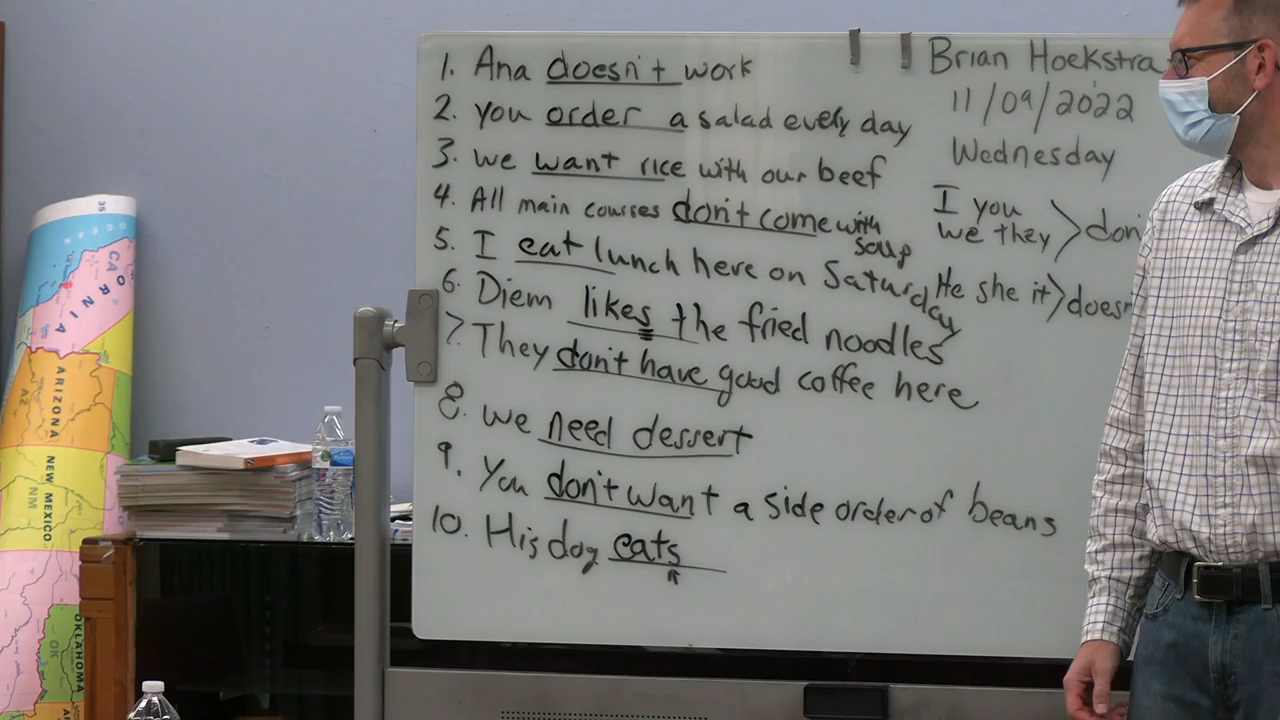 1. Ana doesn't work
2. you order a salad every day
3. we want rice with our beef
4. All main courses don't come with soup
5. I eat lunch here on Saturday
6. Diem likes the fried noodles
7. They don't have good coffee here
8. we need dessert
9. You don't want a side order of beans
10. His dog eats
Brian Hoekstra
11/09/2022
Wednesday
I you
we they > don
He she it > doesn
35
OCEAN
CALIFORNIA
ARIZONA
AZ
NEW MEXICO
NM
OKLAHOMA
OK